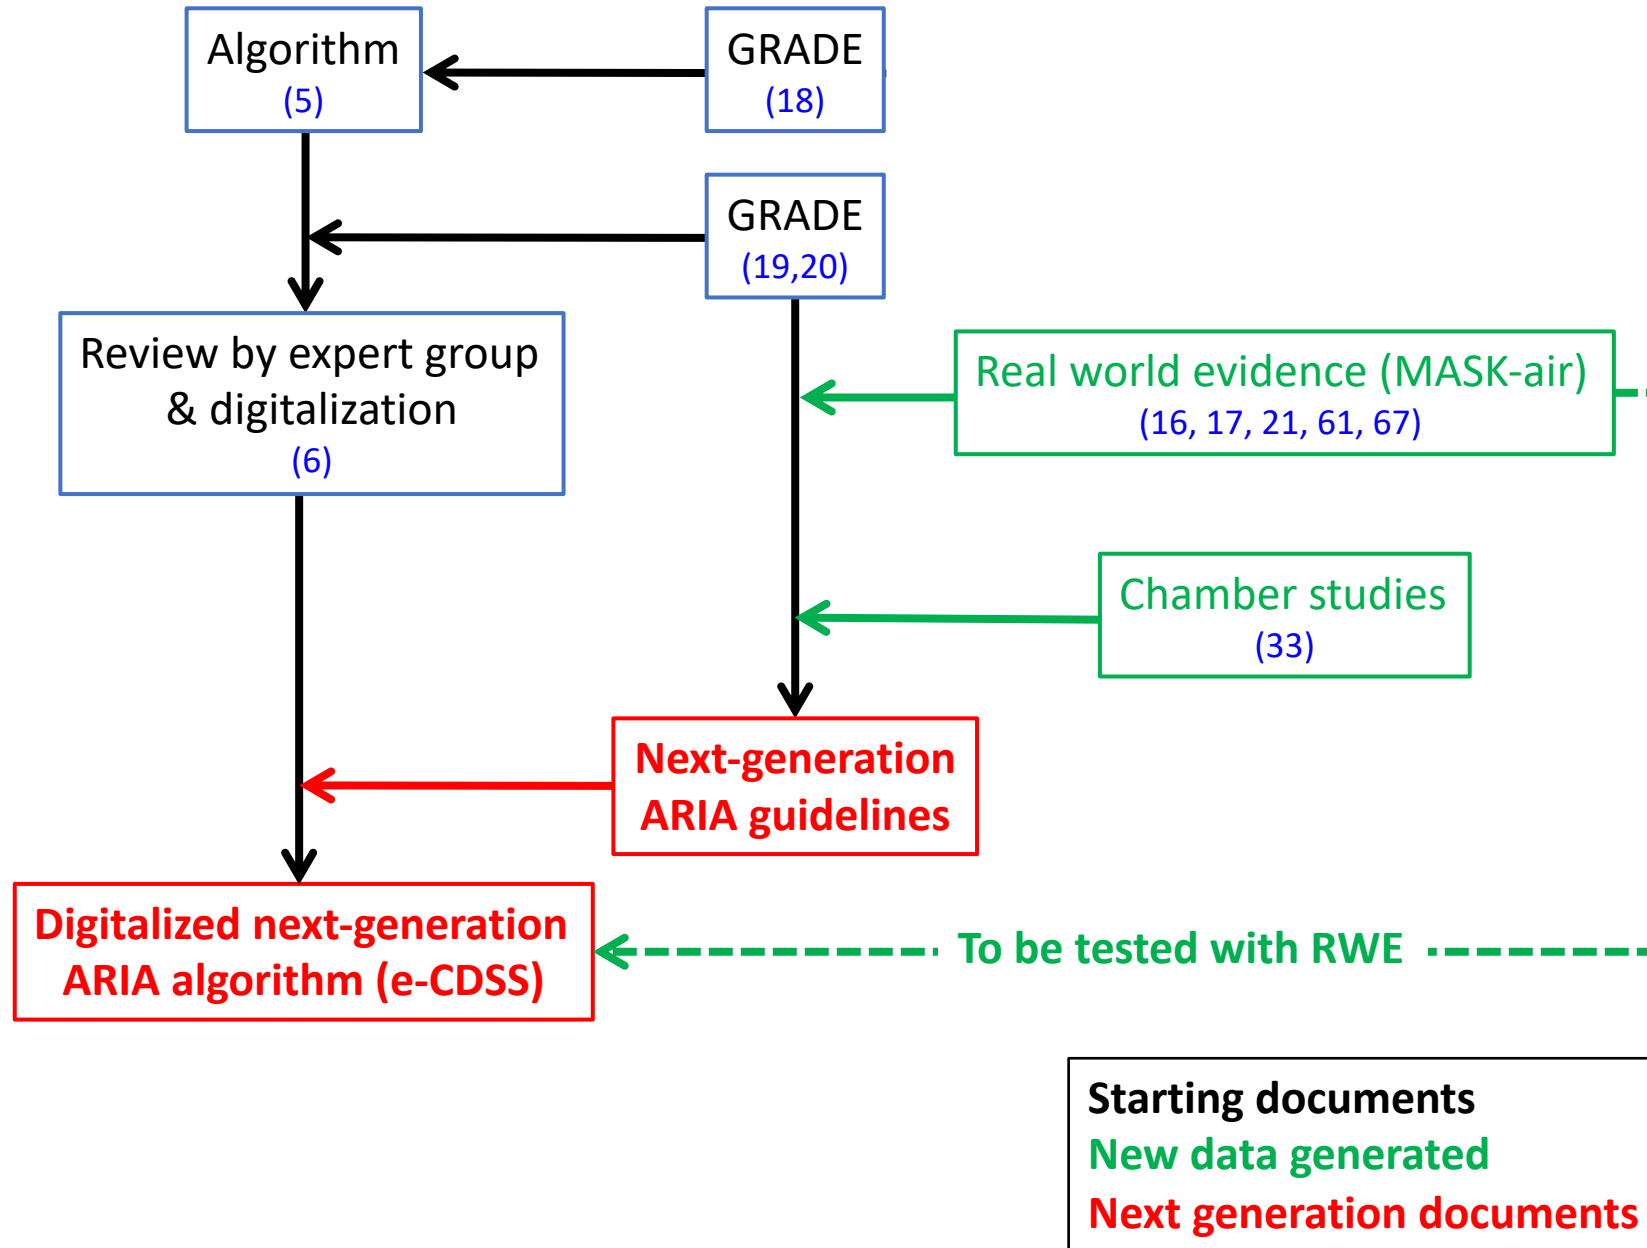 Algorithm
(5)
GRADE
(18)
GRADE
(19,20)
Review by expert group
& digitalization
(6)
Real world evidence (MASK-air)
(16, 17, 21, 61, 67)
Chamber studies
(33)
Next-generation
ARIA guidelines
Digitalized next-generation
ARIA algorithm (e-CDSS)
To be tested with RWE
Starting documents
New data generated
Next generation documents